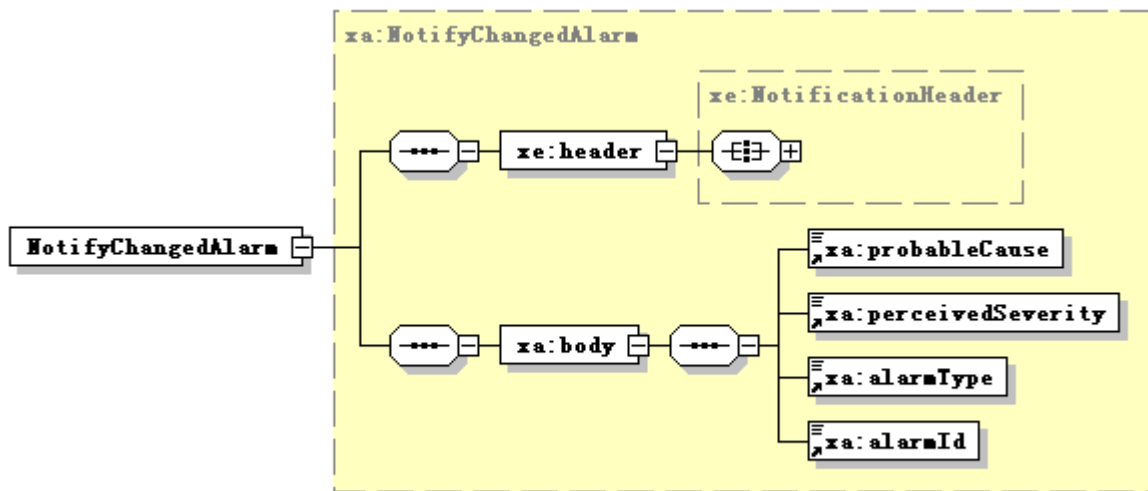 xa:NotifyChangedAlarm
xe:NotificationHeader
xe:header
NotifyChangedAlarm
xa:probableCause
xa:perceivedSeverity
xa:body
xa:alarmType
xa:alarmId